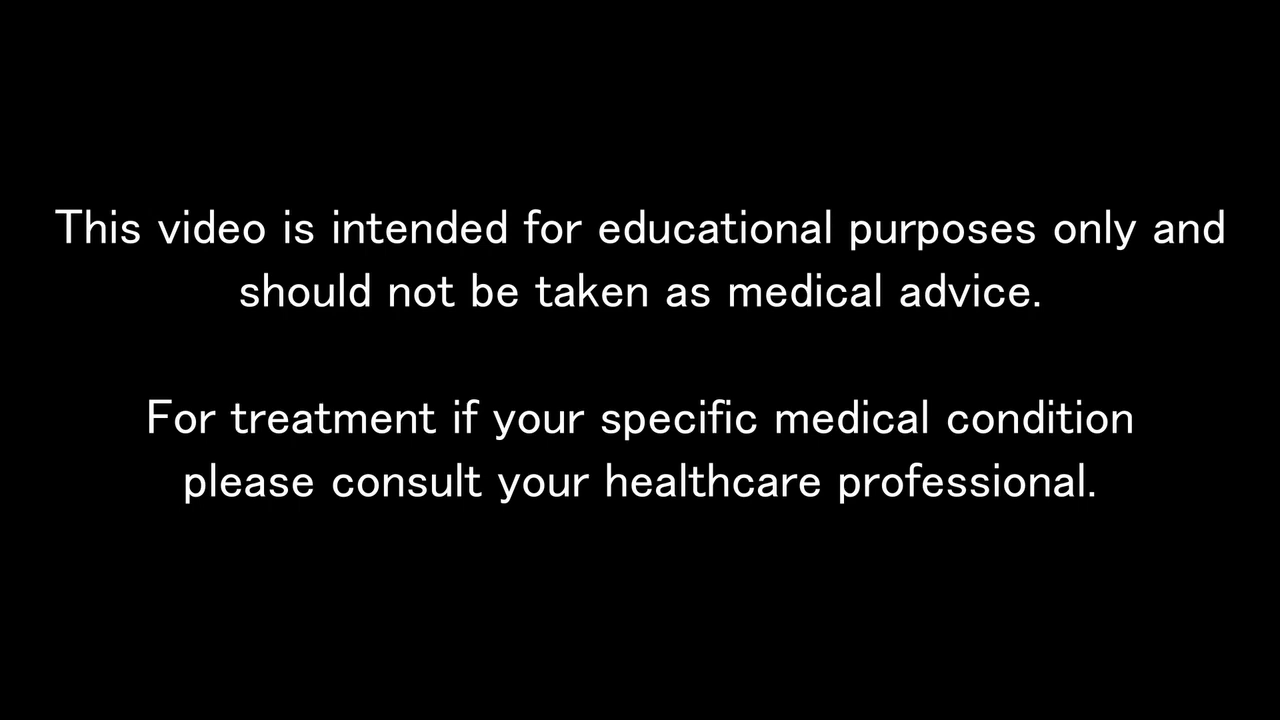 This video is intended for educational purposes only and
should not be taken as medical advice.
For treatment if your specific medical condition
please consult your healthcare professional.